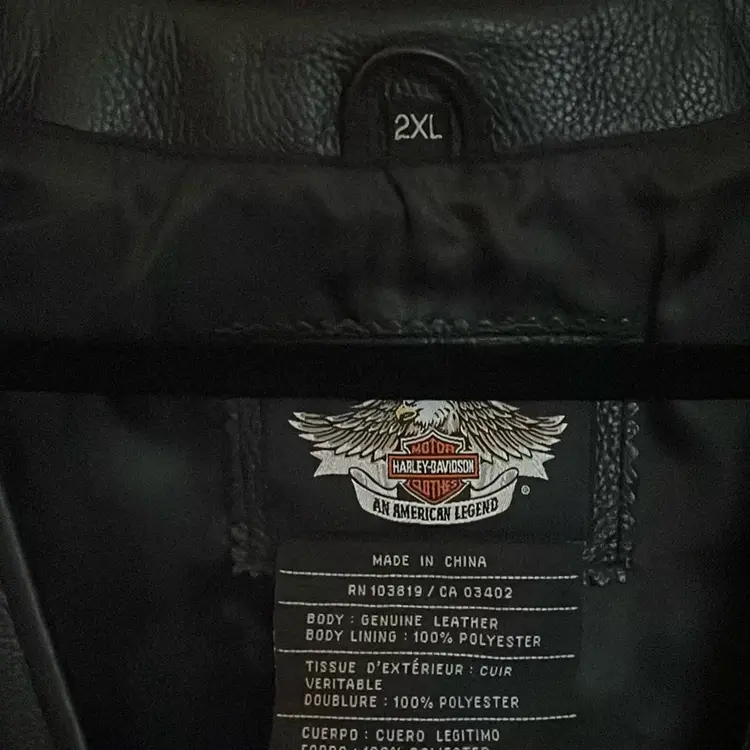 2XL
MOTOR
HARLEY-DAVIDSON
CLOTHES
®
AN AMERICAN LEGEND
MADE IN CHINA
RN 103819 / CA 03402
BODY : GENUINE LEATHER
BODY LINING : 100% POLYESTER
TISSUE D'EXTÉRIEUR : CUIR
VERITABLE
DOUBLURE : 100% POLYESTER
CUERPO : CUERO LEGITIMO